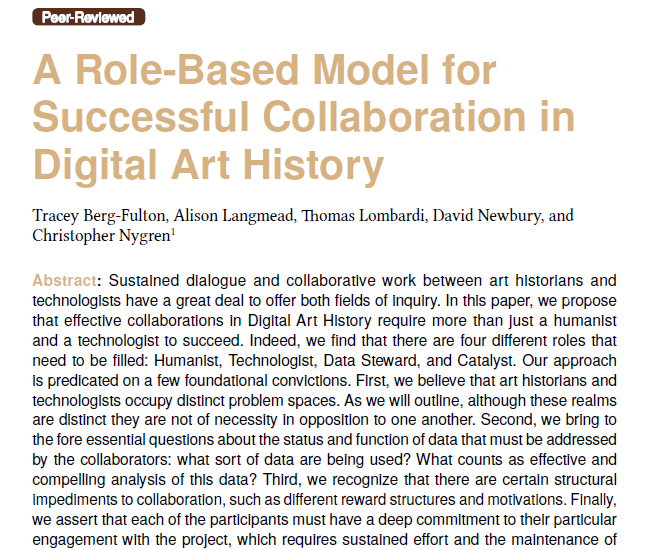 Peer-Reviewed
A Role-Based Model for
Successful Collaboration in
Digital Art History
Tracey Berg-Fulton, Alison Langmead, Thomas Lombardi, David Newbury, and
Christopher Nygren1
Abstract: Sustained dialogue and collaborative work between art historians and
technologists have a great deal to offer both fields of inquiry. In this paper, we propose
that effective collaborations in Digital Art History require more than just a humanist
and a technologist to succeed. Indeed, we find that there are four different roles that
need to be filled: Humanist, Technologist, Data Steward, and Catalyst. Our approach
is predicated on a few foundational convictions. First, we believe that art historians and
technologists occupy distinct problem spaces. As we will outline, although these realms
are distinct they are not of necessity in opposition to one another. Second, we bring to
the fore essential questions about the status and function of data that must be addressed
by the collaborators: what sort of data are being used? What counts as effective and
compelling analysis of this data? Third, we recognize that there are certain structural
impediments to collaboration, such as different reward structures and motivations. Finally,
we assert that each of the participants must have a deep commitment to their particular
engagement with the project, which requires sustained effort and the maintenance of